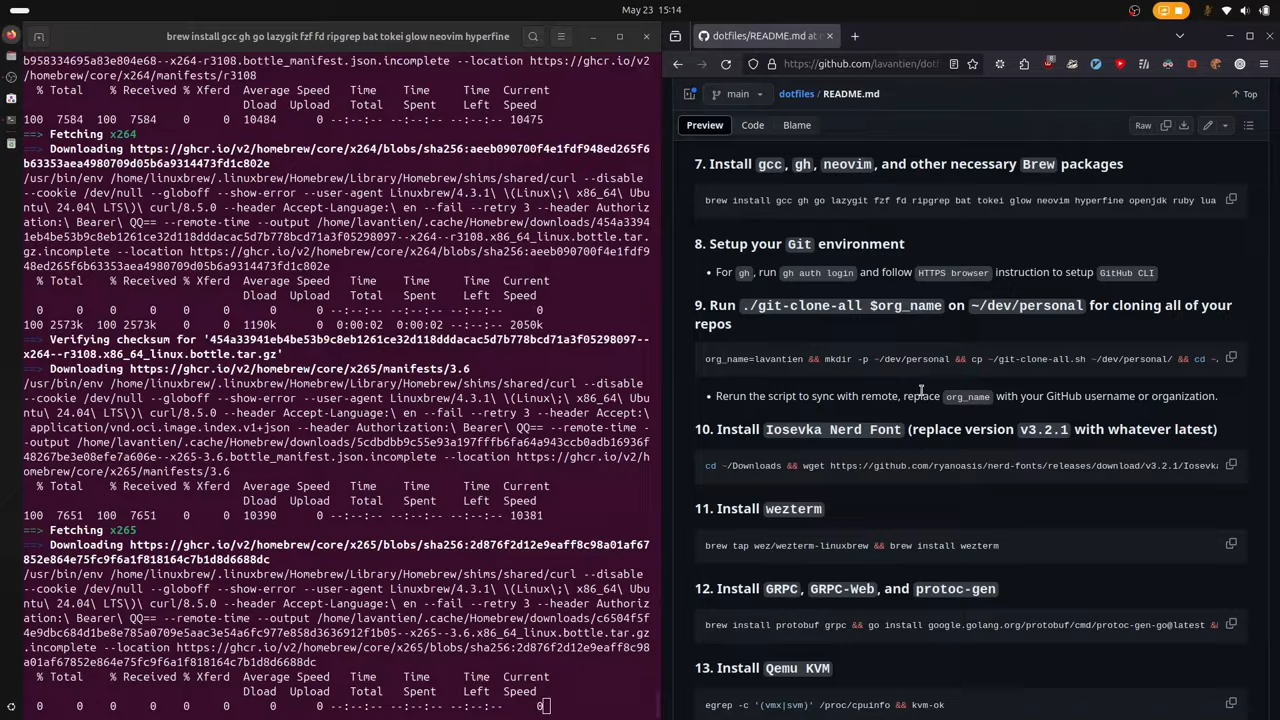 May 23 15:14
brew install gcc gh go lazygit fzf fd ripgrep bat tokei glow neovim hyperfine
b958334695a83e804e68--x264-r3108.bottle_manifest.json.incomplete --location https://ghcr.io/v2
/homebrew/core/x264/manifests/r3108
% Total % Received % Xferd Average Speed Time Time Time Current
Dload Upload Total Spent Left Speed
100 7584 100 7584 0 0 10484 0 --:--:-- --:--:-- --:--:-- 10475
==> Fetching x264
==> Downloading https://ghcr.io/v2/homebrew/core/x264/blobs/sha256:aeeb090700f4e1fdf948ed265f6
b63353aea4980709d05b6a9314473fd1c802e
/usr/bin/env /home/linuxbrew/.linuxbrew/Homebrew/Library/Homebrew/shims/shared/curl --disable
--cookie /dev/null --globoff --show-error --user-agent Linuxbrew/4.3.1\ \(Linux\;\ x86_64\ Ubu
ntu\ 24.04\ LTS\)\ curl/8.5.0 --header Accept-Language:\ en --fail --retry 3 --header Authoriz
ation:\ Bearer\ QQ== --remote-time --output /home/lavantien/.cache/Homebrew/downloads/454a3394
1eb4be53b9c8eb1261ce32d118dddacac5d7b778bcd71a3f05298097--x264-r3108.x86_64_linux.bottle.tar.
gz.incomplete --location https://ghcr.io/v2/homebrew/core/x264/blobs/sha256:aeeb090700f4e1fdf9
48ed265f6b63353aea4980709d05b6a9314473fd1c802e
% Total % Received % Xferd Average Speed Time Time Time Current
Dload Upload Total Spent Left Speed
0 0 0 0 0 0 0 0 --:--:-- --:--:-- --:--:-- 0
100 2573k 100 2573k 0 0 1190k 0 0:00:02 0:00:02 --:--:-- 2050k
==> Verifying checksum for '454a33941eb4be53b9c8eb1261ce32d118dddacac5d7b778bcd71a3f05298097--
x264--r3108.x86_64_linux.bottle.tar.gz'
==> Downloading https://ghcr.io/v2/homebrew/core/x265/manifests/3.6
/usr/bin/env /home/linuxbrew/.linuxbrew/Homebrew/Library/Homebrew/shims/shared/curl --disable
--cookie /dev/null --globoff --show-error --user-agent Linuxbrew/4.3.1\ \(Linux\;\ x86_64\ Ubu
ntu\ 24.04\ LTS\)\ curl/8.5.0 --header Accept-Language:\ en --fail --retry 3 --header Authoriz
ation:\ Bearer\ QQ== --header Accept:\
application/vnd.oci.image.index.v1+json --remote-time -
-output /home/lavantien/.cache/Homebrew/downloads/5cdbdbb9c55e93a197fffb6fa64a943ccb0adb16936f
48767be3e08efe7a606e--x265-3.6.bottle_manifest.json.incomplete --location https://ghcr.io/v2/h
omebrew/core/x265/manifests/3.6
% Total % Received % Xferd Average Speed Time Time Time Current
Dload Upload Total Spent Left Speed
100 7651 100 7651 0 0 10390 0 --:--:-- --:--:-- --:--:-- 10381
==> Fetching x265
==> Downloading https://ghcr.io/v2/homebrew/core/x265/blobs/sha256:2d876f2d12e9eaff8c98a01af67
852e864e75fc9f6a1f818164c7b1d8d6688dc
/usr/bin/env /home/linuxbrew/.linuxbrew/Homebrew/Library/Homebrew/shims/shared/curl --disable
--cookie /dev/null --globoff --show-error --user-agent Linuxbrew/4.3.1\ \(Linux\;\ x86_64\ Ubu
ntu\ 24.04\ LTS\)\ curl/8.5.0 --header Accept-Language:\ en --fail --retry 3 --header Authoriz
ation:\ Bearer\ QQ== --remote-time --output /home/lavantien/.cache/Homebrew/downloads/c6504f5f
4e9dbc684d1be8e785a0709e5aac3e54a6fc977e858d3636912f1b05--x265--3.6.x86_64_linux.bottle.tar.gz
.incomplete --location https://ghcr.io/v2/homebrew/core/x265/blobs/sha256:2d876f2d12e9eaff8c98
a01af67852e864e75fc9f6a1f818164c7b1d8d6688dc
% Total % Received % Xferd Average Speed Time Time Time Current
Dload Upload Total Spent Left Speed
0 0 0 0 0 0 0 0 --:--:-- --:--:-- --:--:-- 0
dotfiles/README.md at m
https://github.com/lavantien/dotf
main dotfiles / README.md Top
Preview Code Blame Raw
7. Install gcc, gh, neovim, and other necessary Brew packages
brew install gcc gh go lazygit fzf fd ripgrep bat tokei glow neovim hyperfine openjdk ruby lua
8. Setup your Git environment
• For gh, run gh auth login and follow HTTPS browser instruction to setup GitHub CLI
9. Run ./git-clone-all $org_name on ~/dev/personal for cloning all of your
repos
org_name=lavantien && mkdir -p ~/dev/personal && cp ~/git-clone-all.sh ~/dev/personal/ && cd ~.
• Rerun the script to sync with remote, replace org_name with your GitHub username or organization.
10. Install Iosevka Nerd Font (replace version v3.2.1 with whatever latest)
cd ~/Downloads && wget https://github.com/ryanoasis/nerd-fonts/releases/download/v3.2.1/Iosevka
11. Install wezterm
brew tap wez/wezterm-linuxbrew && brew install wezterm
12. Install GRPC, GRPC-Web, and protoc-gen
brew install protobuf grpc && go install google.golang.org/protobuf/cmd/protoc-gen-go@latest &
13. Install Qemu KVM
egrep -c '(vmx|svm)' /proc/cpuinfo && kvm-ok